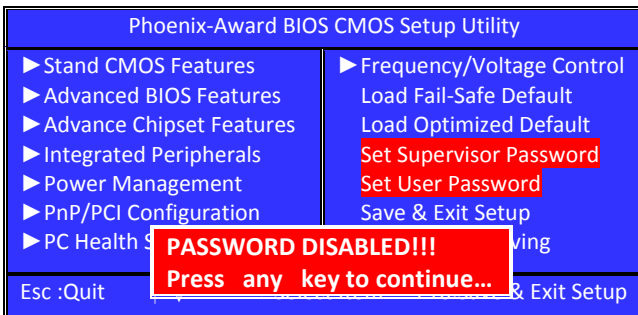 Phoenix-Award BIOS CMOS Setup Utility
►Stand CMOS Features
►Advanced BIOS Features
►Advance Chipset Features
►Integrated Peripherals
►Power Management
►PnP/PCI Configuration
►PC Health
►Frequency/Voltage Control
Load Fail-Safe Default
Load Optimized Default
Set Supervisor Password
Set User Password
Save & Exit Setup
PASSWORD DISABLED!!!
Press any key to continue…
Esc :Quit
& Exit Setup